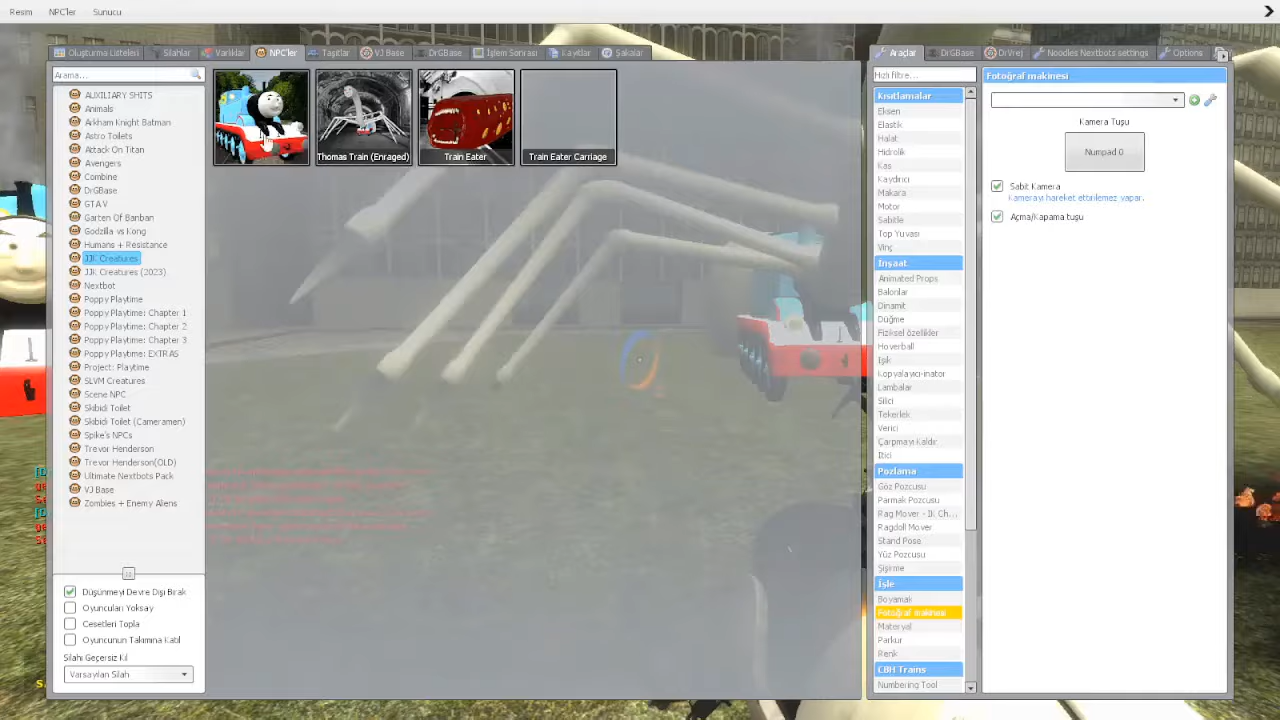 Resim NPC'ler Sunucu
Oluşturma Listeleri Silahlar Varlıklar NPC'ler Taşıtlar VJ Base DrGBase İşlem Sonrası Kayıtlar Şakalar
Arama...
AUXILIARY SHITS
Animals
Arkham Knight Batman
Astro Toilets
Attack On Titan
Avengers
Combine
DrGBase
GTA V
Garten Of Banban
Godzilla vs Kong
Humans + Resistance
JJK Creatures
JJK Creatures (2023)
Nextbot
Poppy Playtime
Poppy Playtime: Chapter 1
Poppy Playtime: Chapter 2
Poppy Playtime: Chapter
Poppy Playtime: EXTRAS
Project: Playtime
SLVM Creatures
Scene NPC
Skibidi Toilet
Skibidi Toilet (Cameramen)
Spike's NPCs
Trevor Henderson
Trevor Henderson(OLD)
Ultimate Nextbots Pack
VJ Base
Zombies + Enemy Aliens
Düşünmeyi Devre Dışı Bırak
Oyuncuları Yoksay
Cesetleri Topla
Oyuncunun Takımına Katıl
Silahı Geçersiz Kıl
Varsayılan Silah
Thomas Train (Enraged)
Train Eater
Train Eater Carriage
Araçlar DrGBase DrVrej Noodles Nextbots settings Options
Hızlı filtre...
Kısıtlamalar
Eksen
Elastik
Halat
Hidrolik
Kas
Kaydırıcı
Makara
Motor
Sabitle
Top Yuvası
Vinç
İnşaat
Animated Props
Balonlar
Dinamit
Düğme
Fiziksel özellikler
Hoverball
Işık
Kopyalayıcı-inatör
Lambalar
Silici
Tekerlek
Verici
Çarpmayı Kaldır
İtici
Pozlama
Göz Pozcusu
Parmak Pozcusu
Rag Mover - IK Ch...
Ragdoll Mover
Stand Pose
Yüz Pozcusu
Şişirme
İşle
Boyamak
Fotoğraf makinesi
Materyal
Parkur
Renk
CBH Trains
Numbering Tool
Fotoğraf makinesi
Kamera Tuşu
Numpad 0
Sabit Kamera
Kamerayı hareket ettirilemez yapar.
Açma/Kapama tuşu